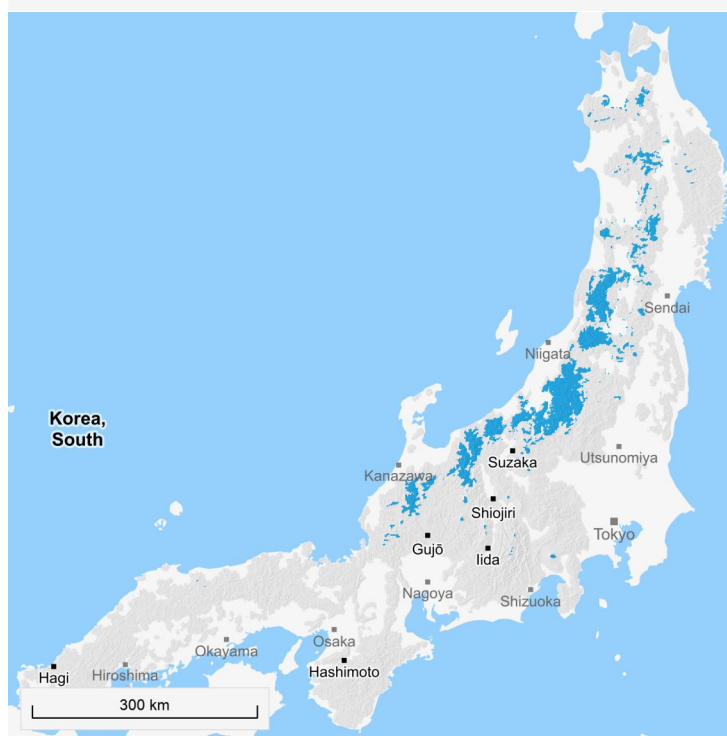 Sendai
Niigata
Korea,
South
Utsunomiya
Suzaka
Kanazawa
Shiojiri
Tokyo
Gujō
Iida
Nagoya
Shizuoka
Osaka
Okayama
Hashimoto
Hiroshima
Hagi
300 km